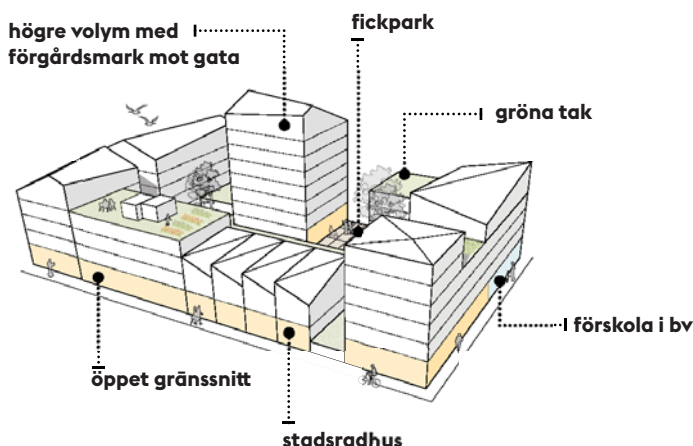 högre volym med
förgårdsmark mot gata
fickpark
gröna tak
förskola i bv
öppet gränssnitt
stadsradhus